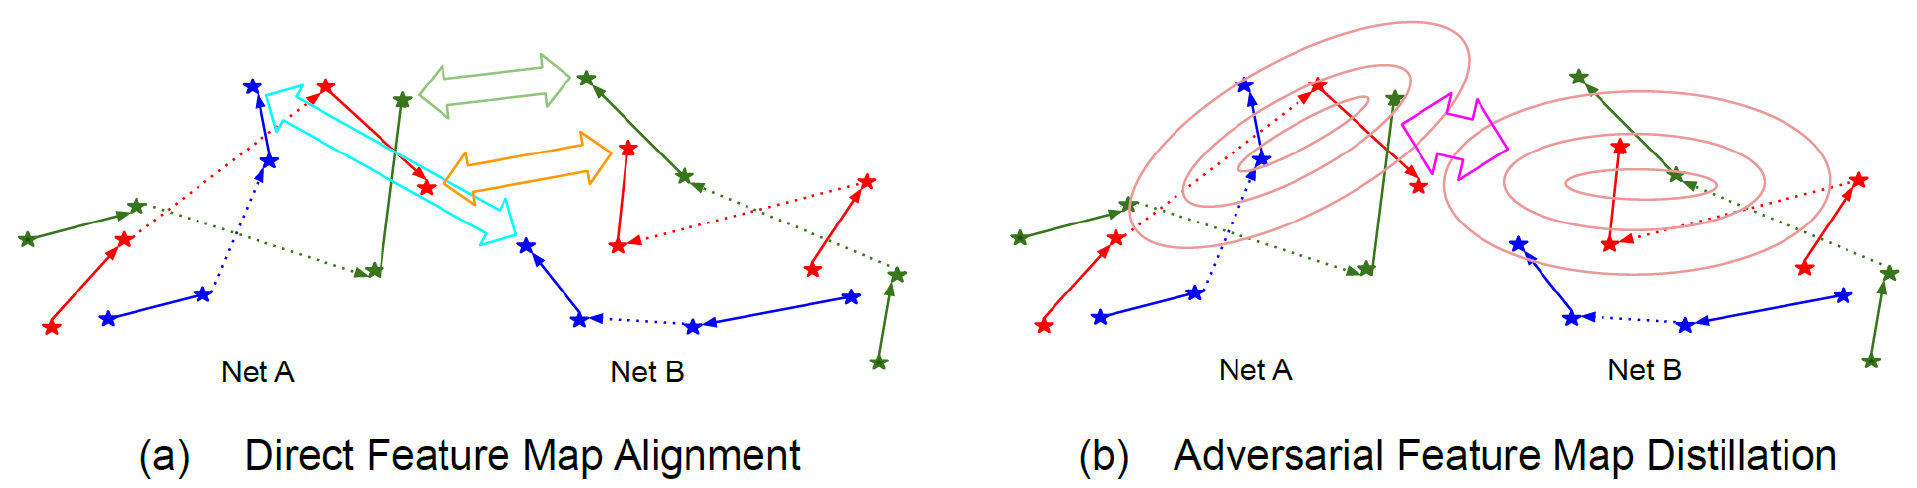 Net A
Net B
Net A
Net B
(a) Direct Feature Map Alignment
(b) Adversarial Feature Map Distillation